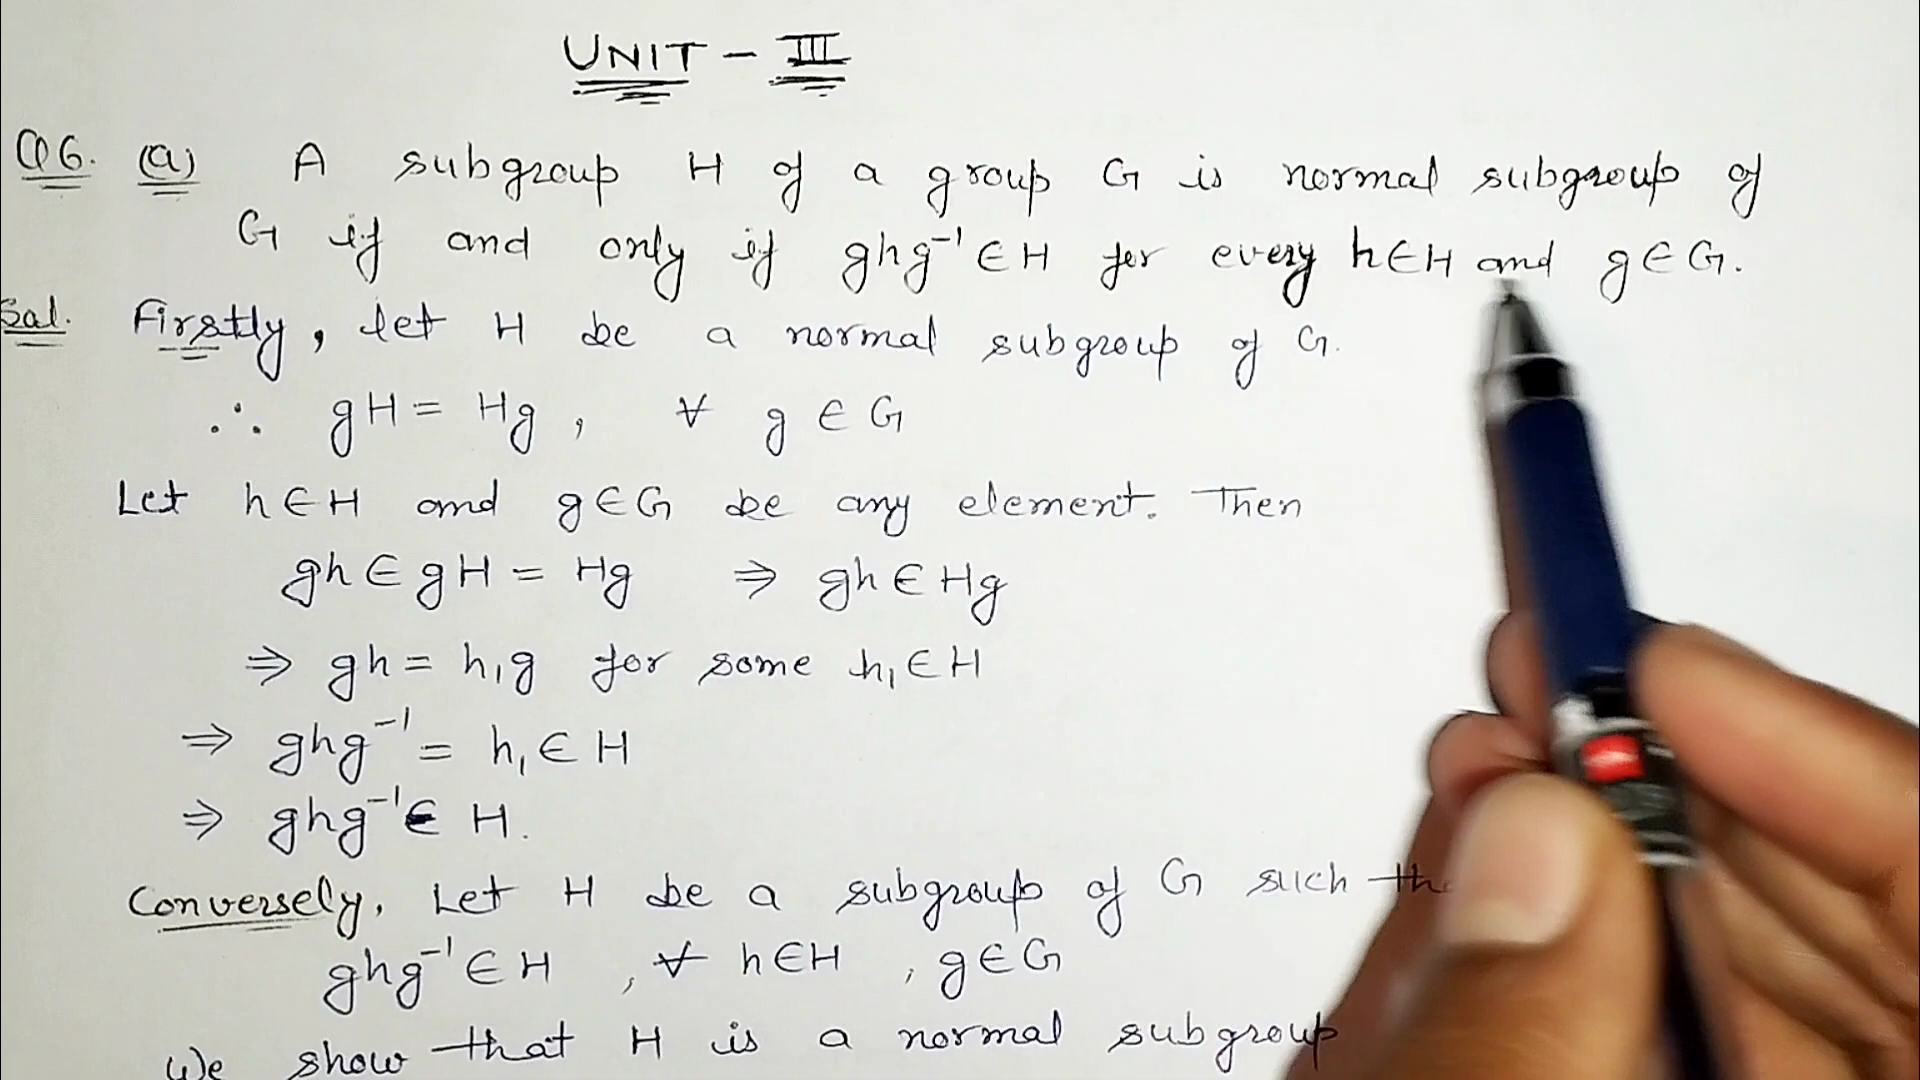 UNIT - III
Q6. (a) A subgroup H of a group G is normal subgroup of
G if and only if ghg⁻¹ ∈ H for every h∈H and g∈G.
Sol. Firstly, let H be a normal subgroup of G.
∴ gH = Hg , ∀ g ∈ G
Let h∈H and g∈G be any element. Then
gh ∈ gH = Hg ⇒ gh ∈ Hg
⇒ gh = h₁g for some h₁∈H
⇒ ghg⁻¹ = h₁ ∈ H
⇒ ghg⁻¹ ∈ H.
Conversely, Let H be a subgroup of G such
ghg⁻¹ ∈ H , ∀ h∈H , g∈G
We show that H is a normal subgroup